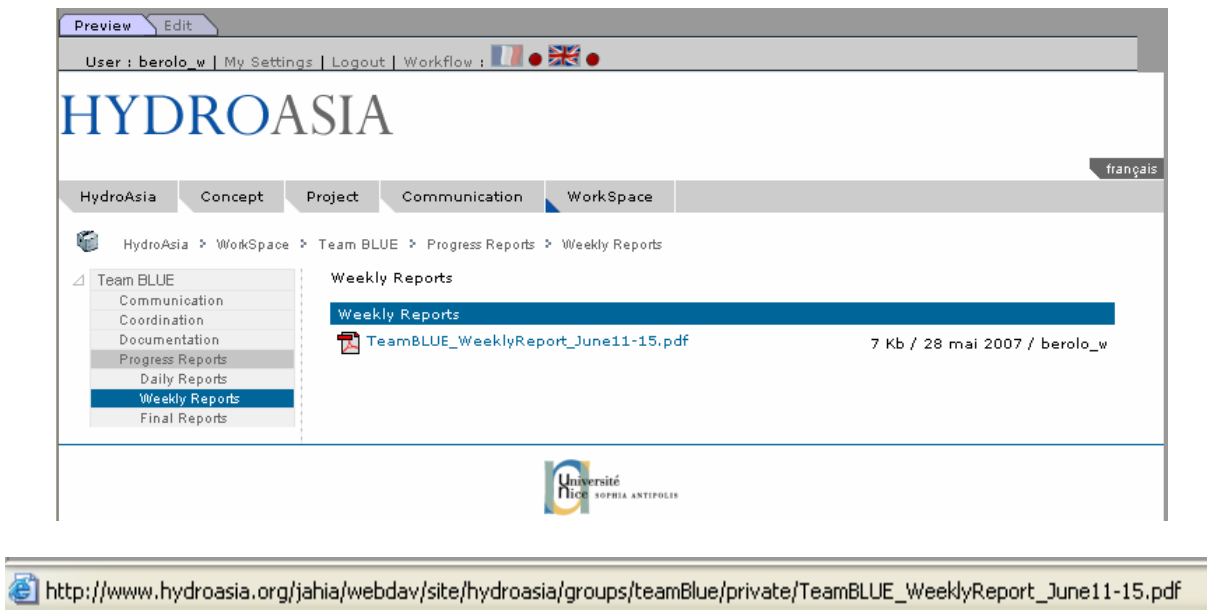 Preview Edit
User : berolo_w | My Settings | Logout | Workflow :
HYDROASIA
français
HydroAsia Concept Project Communication WorkSpace
HydroAsia > WorkSpace > Team BLUE > Progress Reports > Weekly Reports
Team BLUE
Communication
Coordination
Documentation
Progress Reports
Daily Reports
Weekly Reports
Final Reports
Weekly Reports
Weekly Reports
TeamBLUE_WeeklyReport_June11-15.pdf 7 Kb / 28 mai 2007 / berolo_w
Université
Nice SOPHIA ANTIPOLIS
http://www.hydroasia.org/jahia/webdav/site/hydroasia/groups/teamBlue/private/TeamBLUE_WeeklyReport_June11-15.pdf